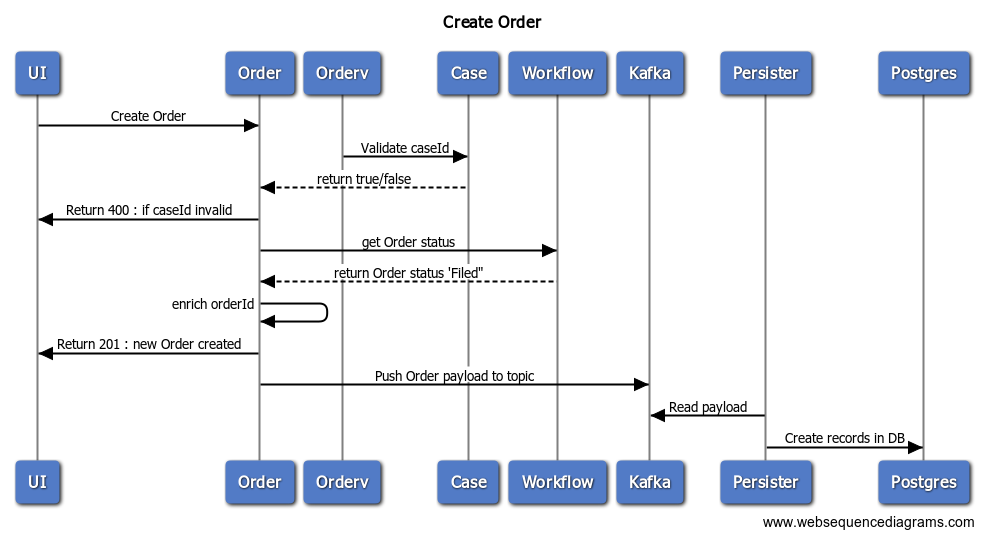 Create Order
UI Order Orderv Case Workflow Kafka Persister Postgres
Create Order
Validate caseId
return true/false
Return 400 : if caseId invalid
get Order status
return Order status 'Filed"
enrich orderId
Return 201 : new Order created
Push Order payload to topic
Read payload
Create records in DB
UI Order Orderv Case Workflow Kafka Persister Postgres
www.websequencediagrams.com